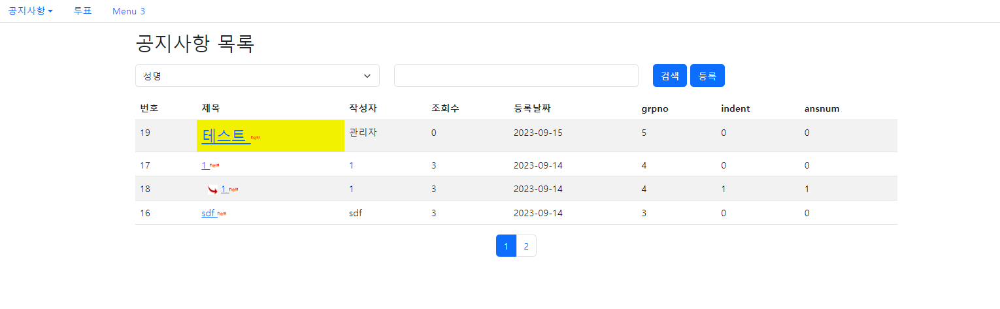 공지사항 투표 Menu 3
공지사항 목록
성명 검색 등록
번호 제목 작성자 조회수 등록날짜 grpno indent ansnum
19 테스트 new 관리자 0 2023-09-15 5 0 0
17 1 new 1 3 2023-09-14 4 0 0
18 1 new 1 3 2023-09-14 4 1 1
16 sdf new sdf 3 2023-09-14 3 0 0
1 2